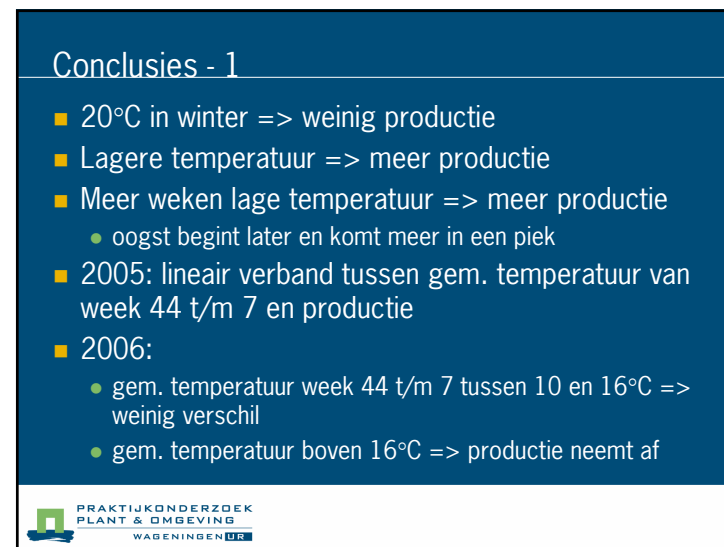 Conclusies - 1
20°C in winter => weinig productie
Lagere temperatuur => meer productie
Meer weken lage temperatuur => meer productie
oogst begint later en komt meer in een piek
2005: lineair verband tussen gem. temperatuur van
week 44 t/m 7 en productie
2006:
gem. temperatuur week 44 t/m 7 tussen 10 en 16°C =>
weinig verschil
gem. temperatuur boven 16°C => productie neemt af
PRAKTIJKONDERZOEK
PLANT & OMGEVING
WAGENINGEN UR